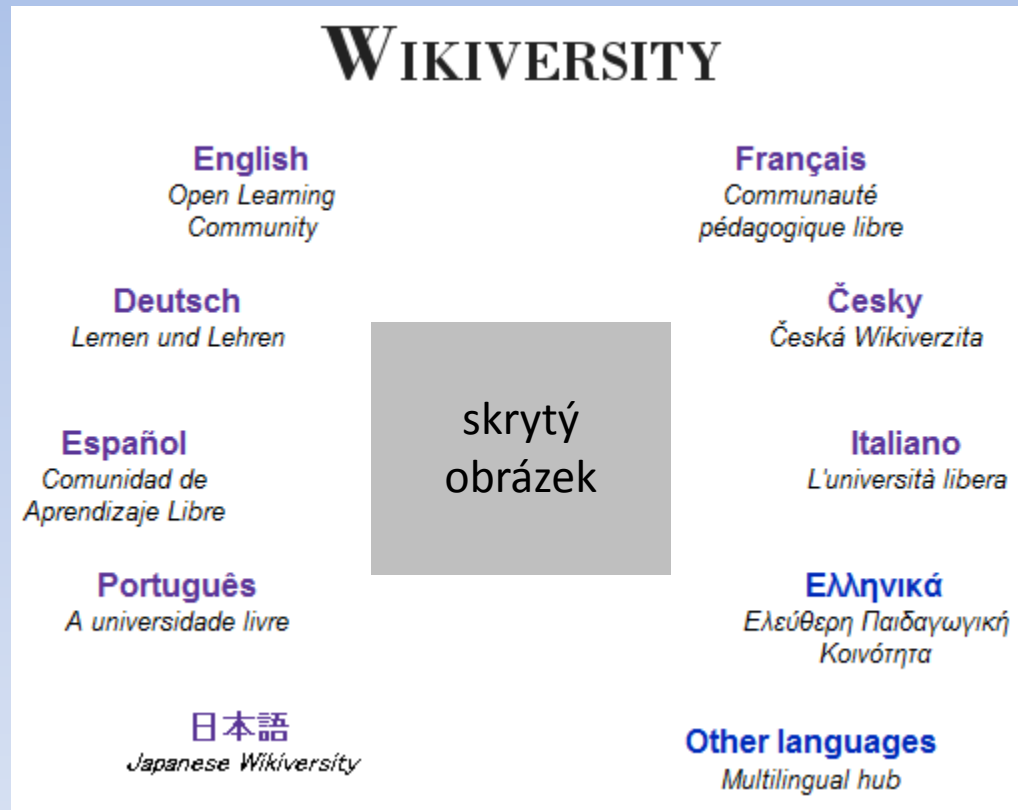 WIKIVERSITY
English
Open Learning
Community
Français
Communauté
pédagogique libre
Deutsch
Lernen und Lehren
Česky
Česká Wikiverzita
skrytý
obrázek
Español
Comunidad de
Aprendizaje Libre
Italiano
L'università libera
Português
A universidade livre
Ελληνικά
Ελεύθερη Παιδαγωγική
Κοινότητα
日本語
Japanese Wikiversity
Other languages
Multilingual hub